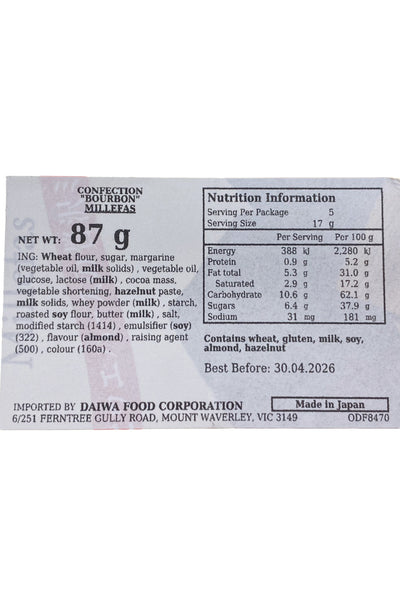 CONFECTION
"BOURBON"
MILLEFAS
NET WT: 87 g
ING: Wheat flour, sugar, margarine
(vegetable oil, milk solids) , vegetable oil,
glucose, lactose (milk) , cocoa mass,
vegetable shortening, hazelnut paste,
milk solids, whey powder (milk) , starch,
roasted soy flour, butter (milk) , salt,
modified starch (1414) , emulsifier (soy)
(322) , flavour (almond) , raising agent
(500) , colour (160a) .
Nutrition Information
Serving Per Package 5
Serving Size 17 g
Per Serving Per 100 g
Energy 388 kJ 2,280 kJ
Protein 0.9 g 5.2 g
Fat total 5.3 g 31.0 g
Saturated 2.9 g 17.2 g
Carbohydrate 10.6 g 62.1 g
Sugars 6.4 g 37.9 g
Sodium 31 mg 181 mg
Contains wheat, gluten, milk, soy,
almond, hazelnut
Best Before: 30.04.2026
IMPORTED BY DAIWA FOOD CORPORATION Made in Japan
6/251 FERNTREE GULLY ROAD, MOUNT WAVERLEY, VIC 3149 ODF8470